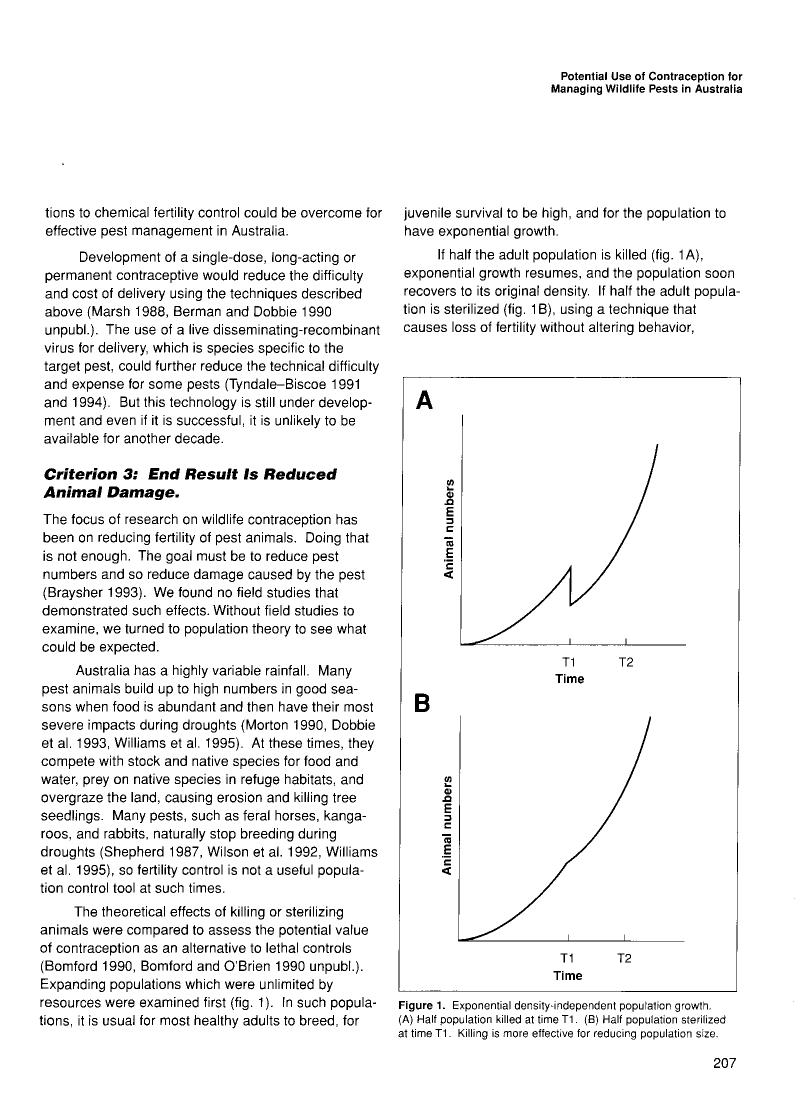 Potential Use of Contraception for
Managing Wildlife Pests in Australia
tions to chemical fertility control could be overcome for
effective pest management in Australia.
Development of a single-dose, long-acting or
permanent contraceptive would reduce the difficulty
and cost of delivery using the techniques described
above (Marsh 1988, Berman and Dobbie 1990
unpubl.). The use of a live disseminating-recombinant
virus for delivery, which is species specific to the
target pest, could further reduce the technical difficulty
and expense for some pests (Tyndale–Biscoe 1991
and 1994). But this technology is still under develop-
ment and even if it is successful, it is unlikely to be
available for another decade.
Criterion 3: End Result Is Reduced
Animal Damage.
The focus of research on wildlife contraception has
been on reducing fertility of pest animals. Doing that
is not enough. The goal must be to reduce pest
numbers and so reduce damage caused by the pest
(Braysher 1993). We found no field studies that
demonstrated such effects. Without field studies to
examine, we turned to population theory to see what
could be expected.
Australia has a highly variable rainfall. Many
pest animals build up to high numbers in good sea-
sons when food is abundant and then have their most
severe impacts during droughts (Morton 1990, Dobbie
et al. 1993, Williams et al. 1995). At these times, they
compete with stock and native species for food and
water, prey on native species in refuge habitats, and
overgraze the land, causing erosion and killing tree
seedlings. Many pests, such as feral horses, kanga-
roos, and rabbits, naturally stop breeding during
droughts (Shepherd 1987, Wilson et al. 1992, Williams
et al. 1995), so fertility control is not a useful popula-
tion control tool at such times.
The theoretical effects of killing or sterilizing
animals were compared to assess the potential value
of contraception as an alternative to lethal controls
(Bomford 1990, Bomford and O'Brien 1990 unpubl.).
Expanding populations which were unlimited by
resources were examined first (fig. 1). In such popula-
tions, it is usual for most healthy adults to breed, for
juvenile survival to be high, and for the population to
have exponential growth.
If half the adult population is killed (fig. 1A),
exponential growth resumes, and the population soon
recovers to its original density. If half the adult popula-
tion is sterilized (fig. 1B), using a technique that
causes loss of fertility without altering behavior,
A
Animal numbers
T1 T2
Time
B
Animal numbers
T1 T2
Time
Figure 1. Exponential density-independent population growth.
(A) Half population killed at time T1. (B) Half population sterilized
at time T1. Killing is more effective for reducing population size.
207